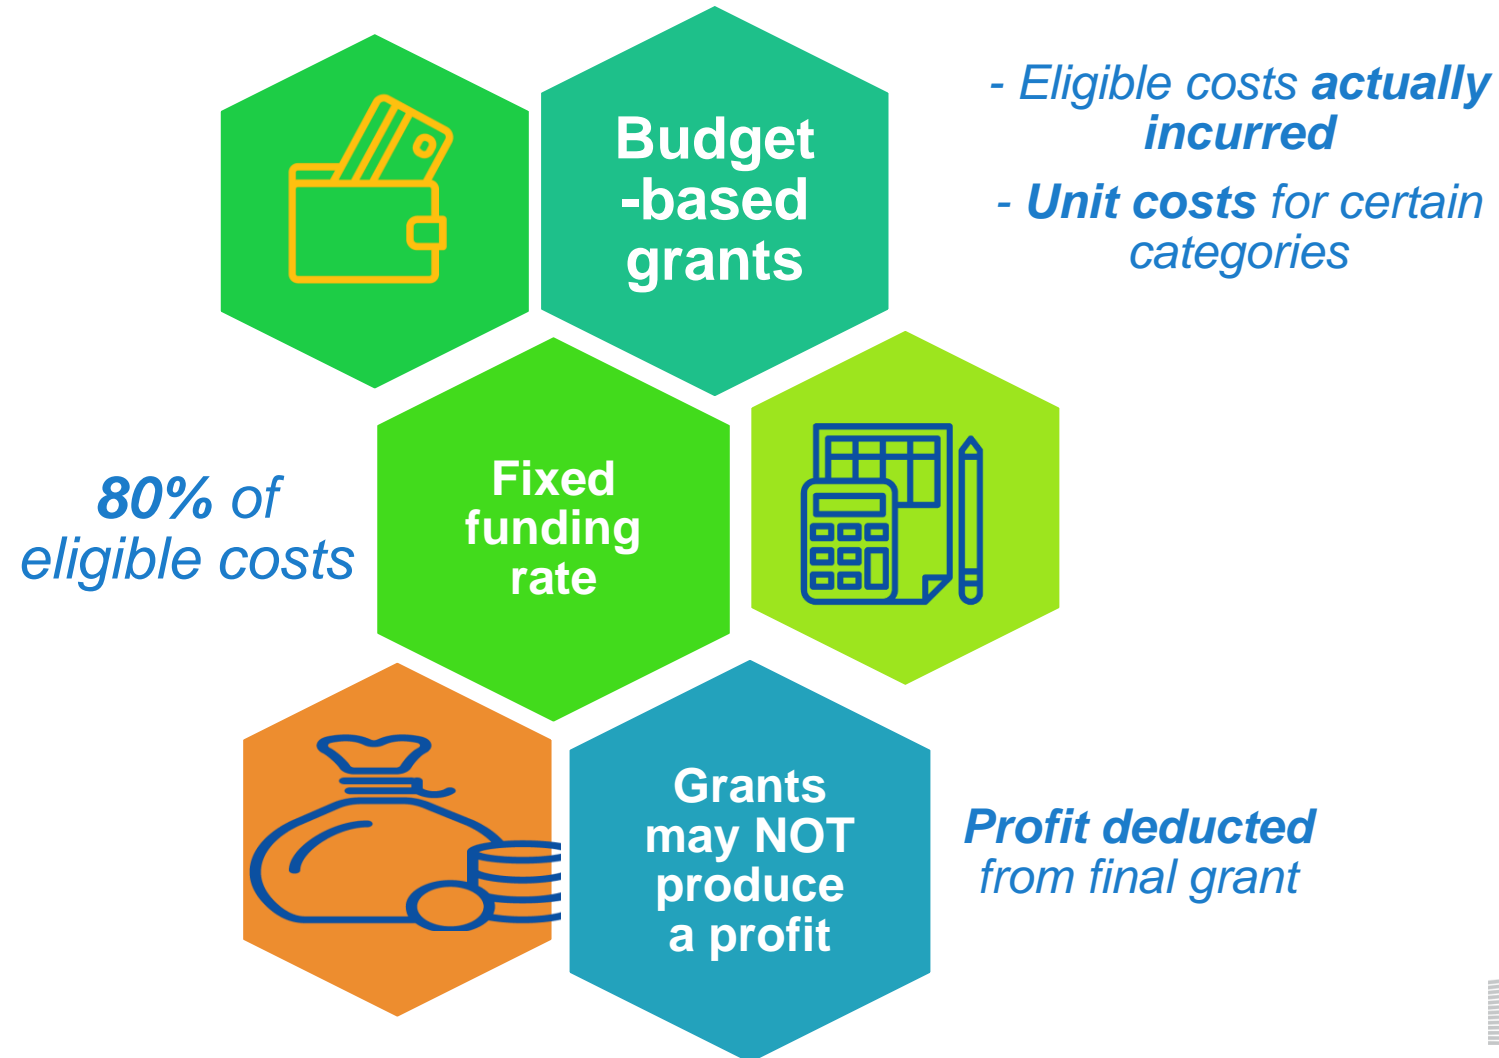 Budget
-based
grants
- Eligible costs actually
incurred
- Unit costs for certain
categories
80% of
eligible costs
Fixed
funding
rate
Grants
may NOT
produce
a profit
Profit deducted
from final grant